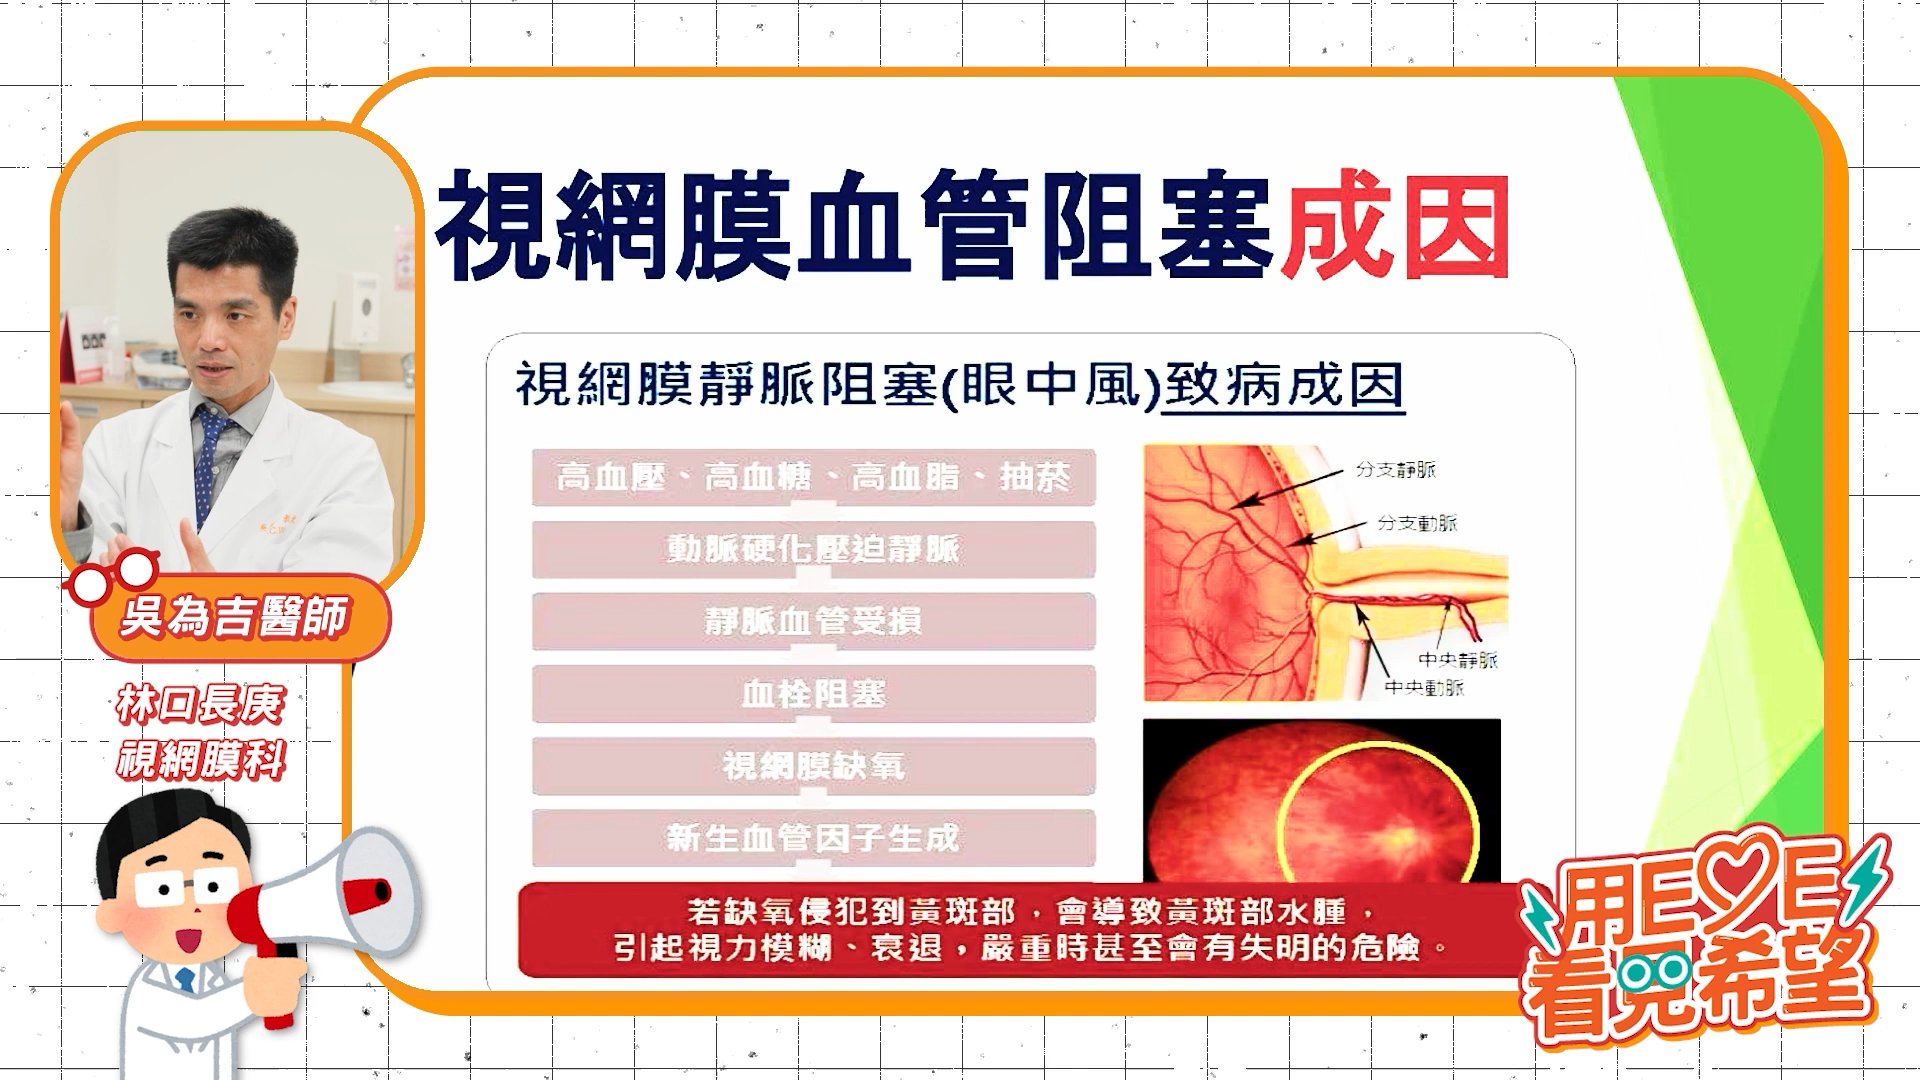 視網膜血管阻塞成因
視網膜靜脈阻塞(眼中風)致病成因
高血壓、高血糖、高血脂、抽菸
動脈硬化壓迫靜脈
靜脈血管受損
血栓阻塞
視網膜缺氧
新生血管因子生成
若缺氧侵犯到黃斑部，會導致黃斑部水腫，
引起視力模糊、衰退，嚴重時甚至會有失明的危險。
分支靜脈
分支動脈
中央靜脈
中央動脈
吳為吉醫師
林口長庚
視網膜科
用EYE
看見希望